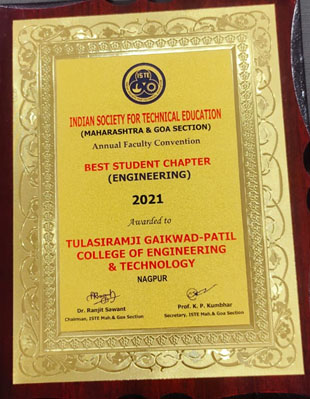 ISTE
INDIAN SOCIETY FOR TECHNICAL EDUCATION
(MAHARASHTRA & GOA SECTION)
Annual Faculty Convention
BEST STUDENT CHAPTER
(ENGINEERING)
2021
Awarded to
TULASIRAMJI GAIKWAD-PATIL
COLLEGE OF ENGINEERING
& TECHNOLOGY
NAGPUR
Dr. Ranjit Sawant
Chairman, ISTE Mah.& Goa Section
Prof. K. P. Kumbhar
Secretary, ISTE Mah.& Goa Section